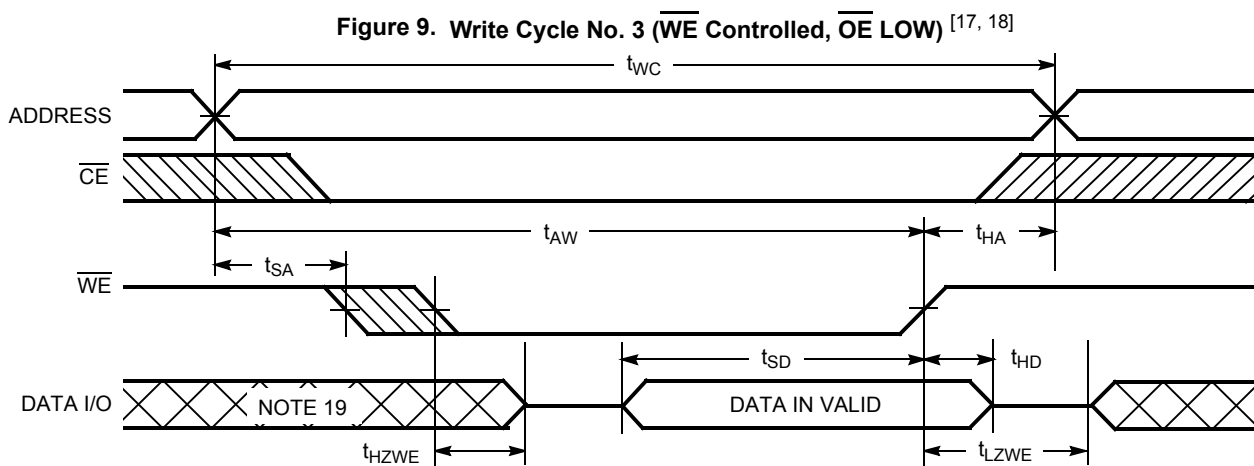 Figure 9. Write Cycle No. 3 (WE Controlled, OE LOW) [17, 18]
tWC
ADDRESS
CE
tAW
tHA
tSA
WE
tSD
tHD
DATA I/O
NOTE 19
DATA IN VALID
tHZWE
tLZWE